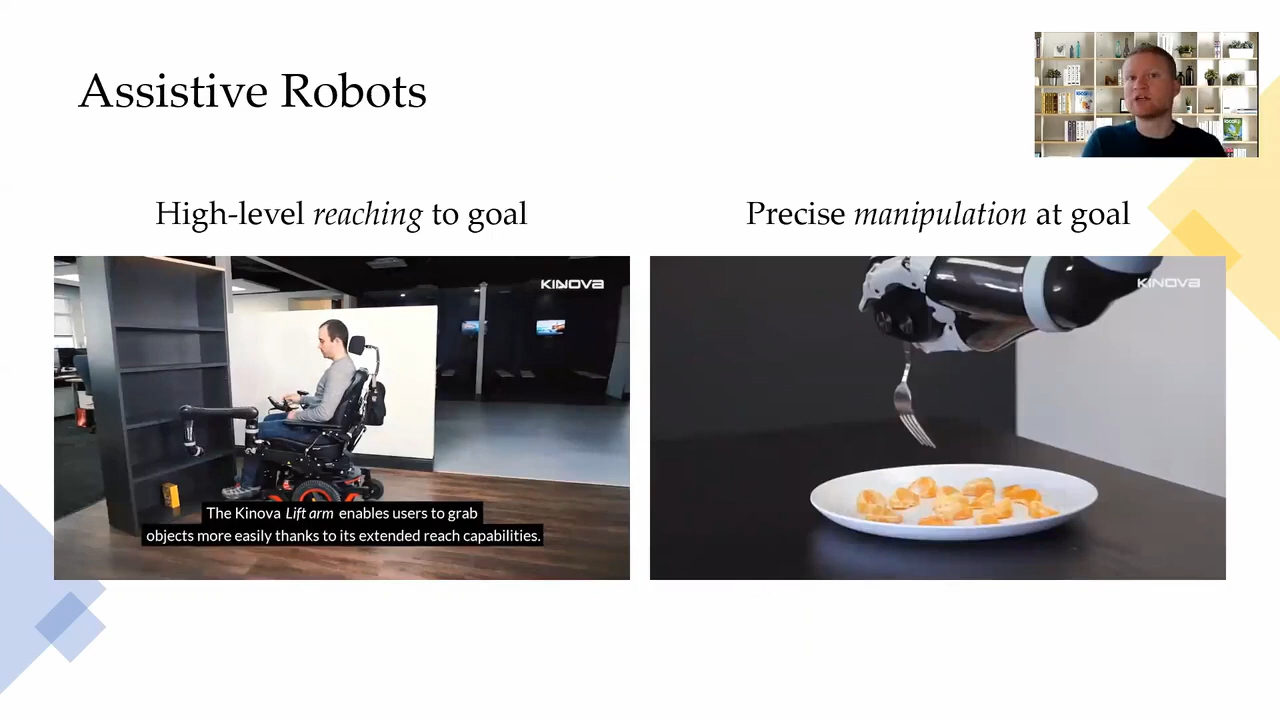 Assistive Robots
High-level reaching to goal
Precise manipulation at goal
KINOVA
The Kinova Lift arm enables users to grab
objects more easily thanks to its extended reach capabilities.
KINOVA